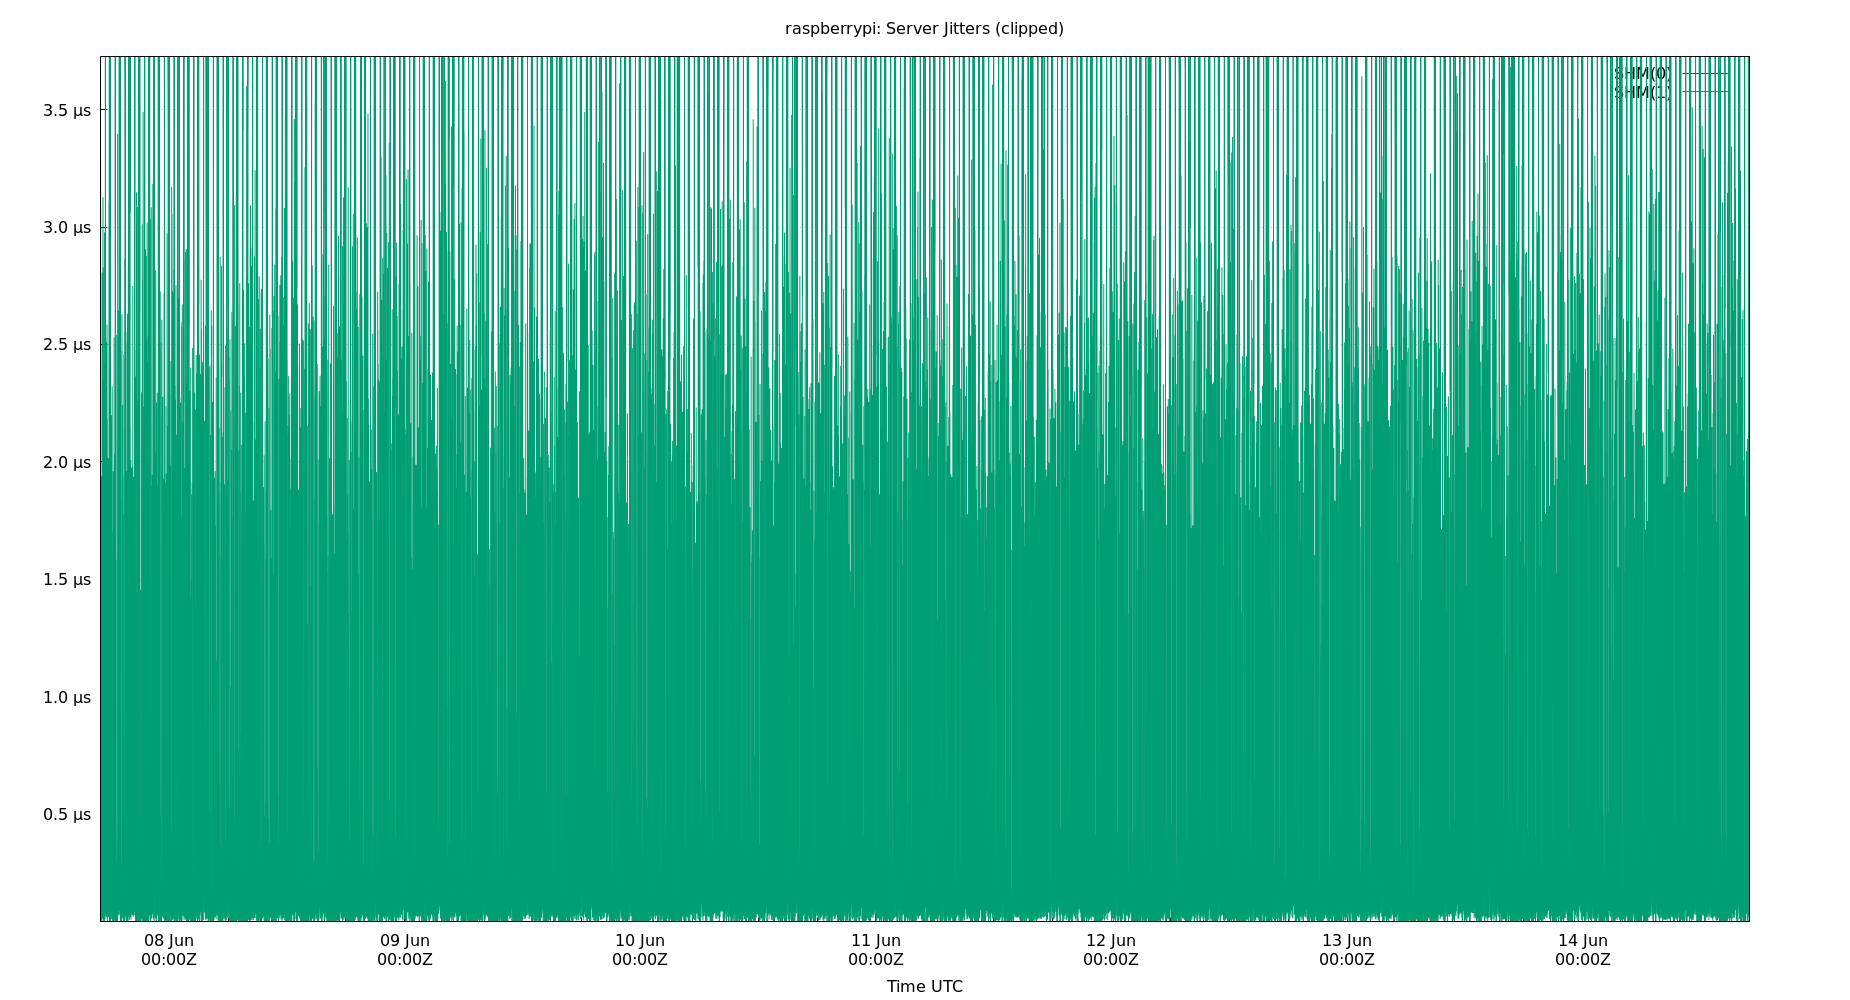 raspberrypi: Server Jitters (clipped)
SHM(0)
SHM(1)
3.5 µs
3.0 µs
2.5 µs
2.0 µs
1.5 µs
1.0 µs
0.5 µs
08 Jun 09 Jun 10 Jun 11 Jun 12 Jun 13 Jun 14 Jun
00:00Z 00:00Z 00:00Z 00:00Z 00:00Z 00:00Z 00:00Z
Time UTC